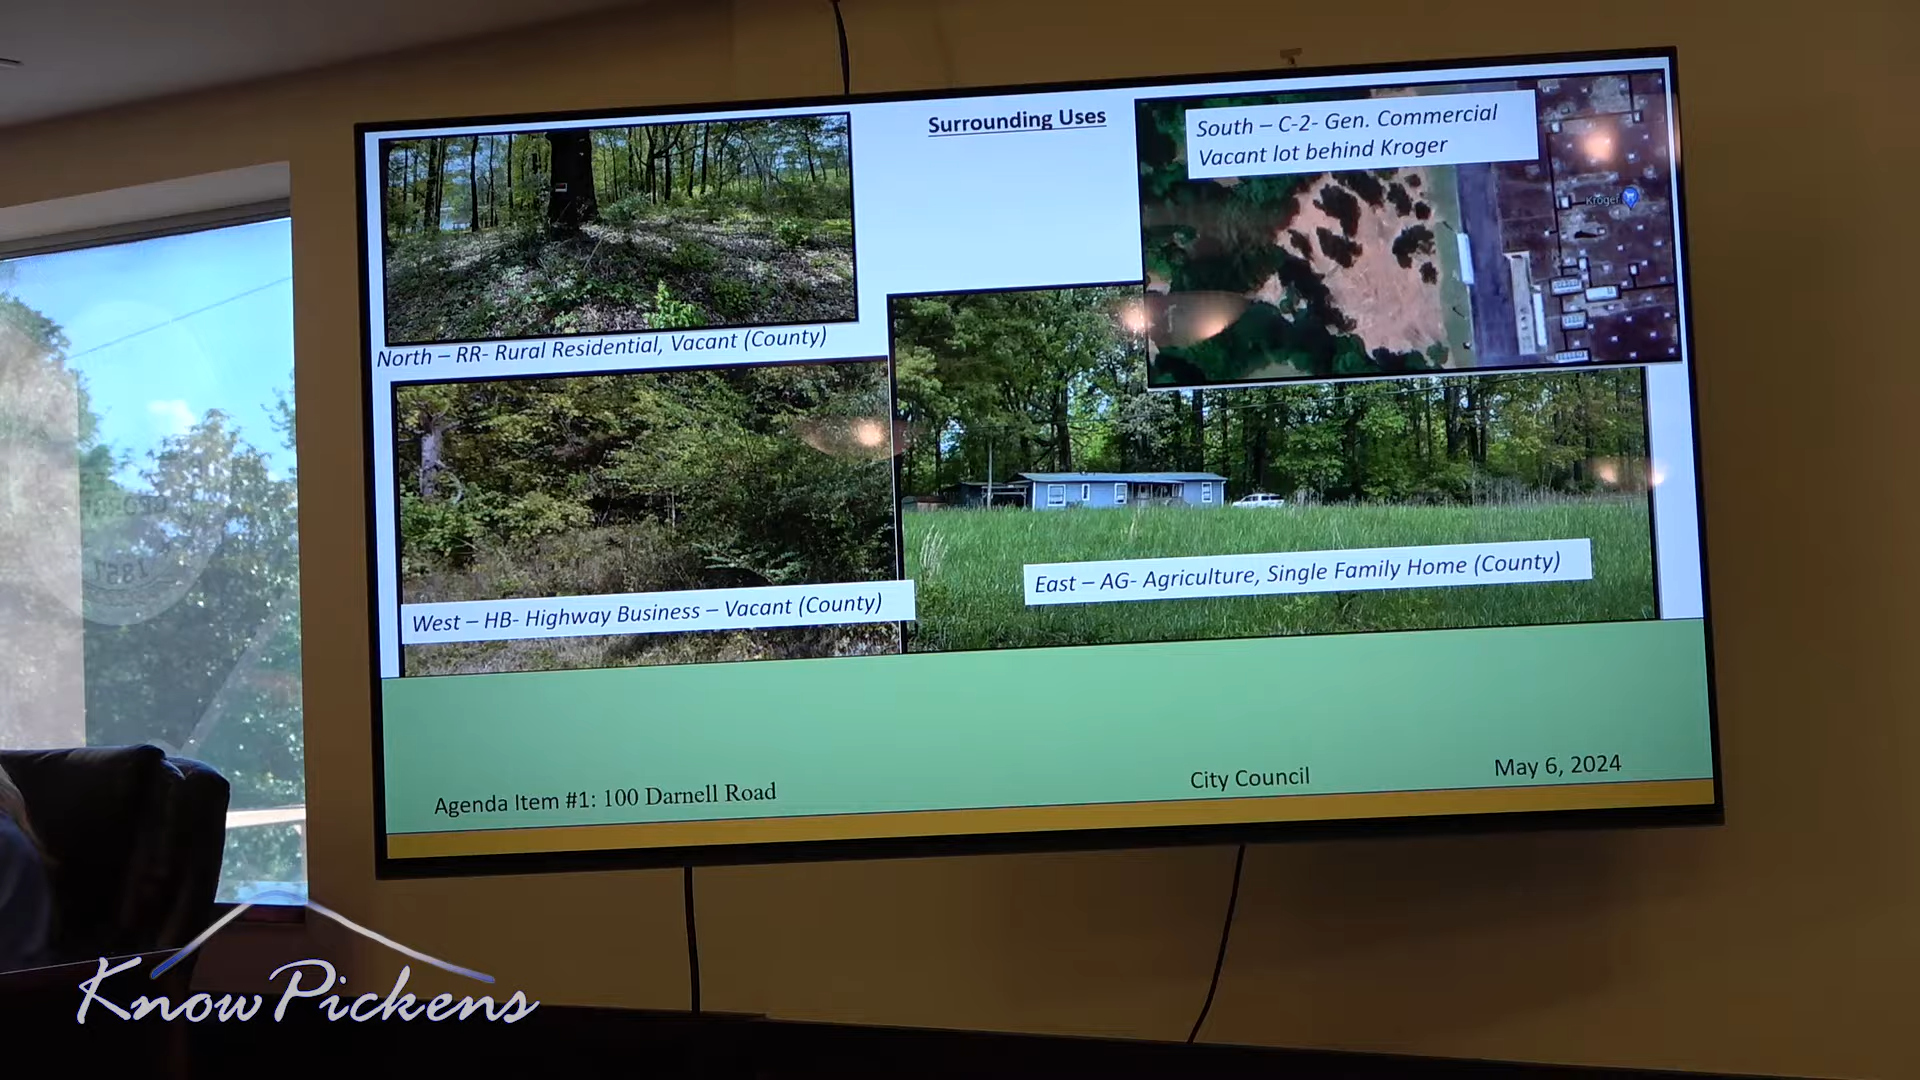 Surrounding Uses
South – C-2- Gen. Commercial
Vacant lot behind Kroger
Kroger
North – RR- Rural Residential, Vacant (County)
East – AG- Agriculture, Single Family Home (County)
West – HB- Highway Business – Vacant (County)
Agenda Item #1: 100 Darnell Road
City Council
May 6, 2024
1857
KnowPickens